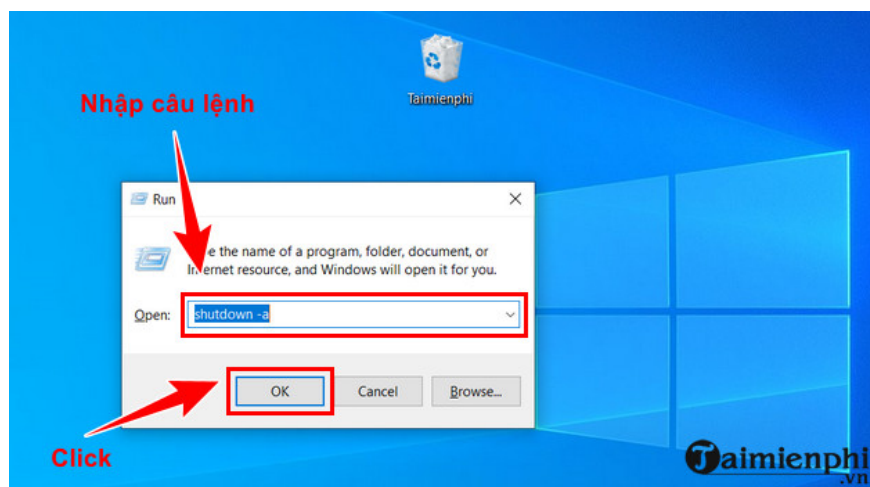 Taimienphi
Nhập câu lệnh
Run
the name of a program, folder, document, or
Internet resource, and Windows will open it for you.
Open:
shutdown -a
OK
Cancel
Browse...
Click
Taimienphi
.vn